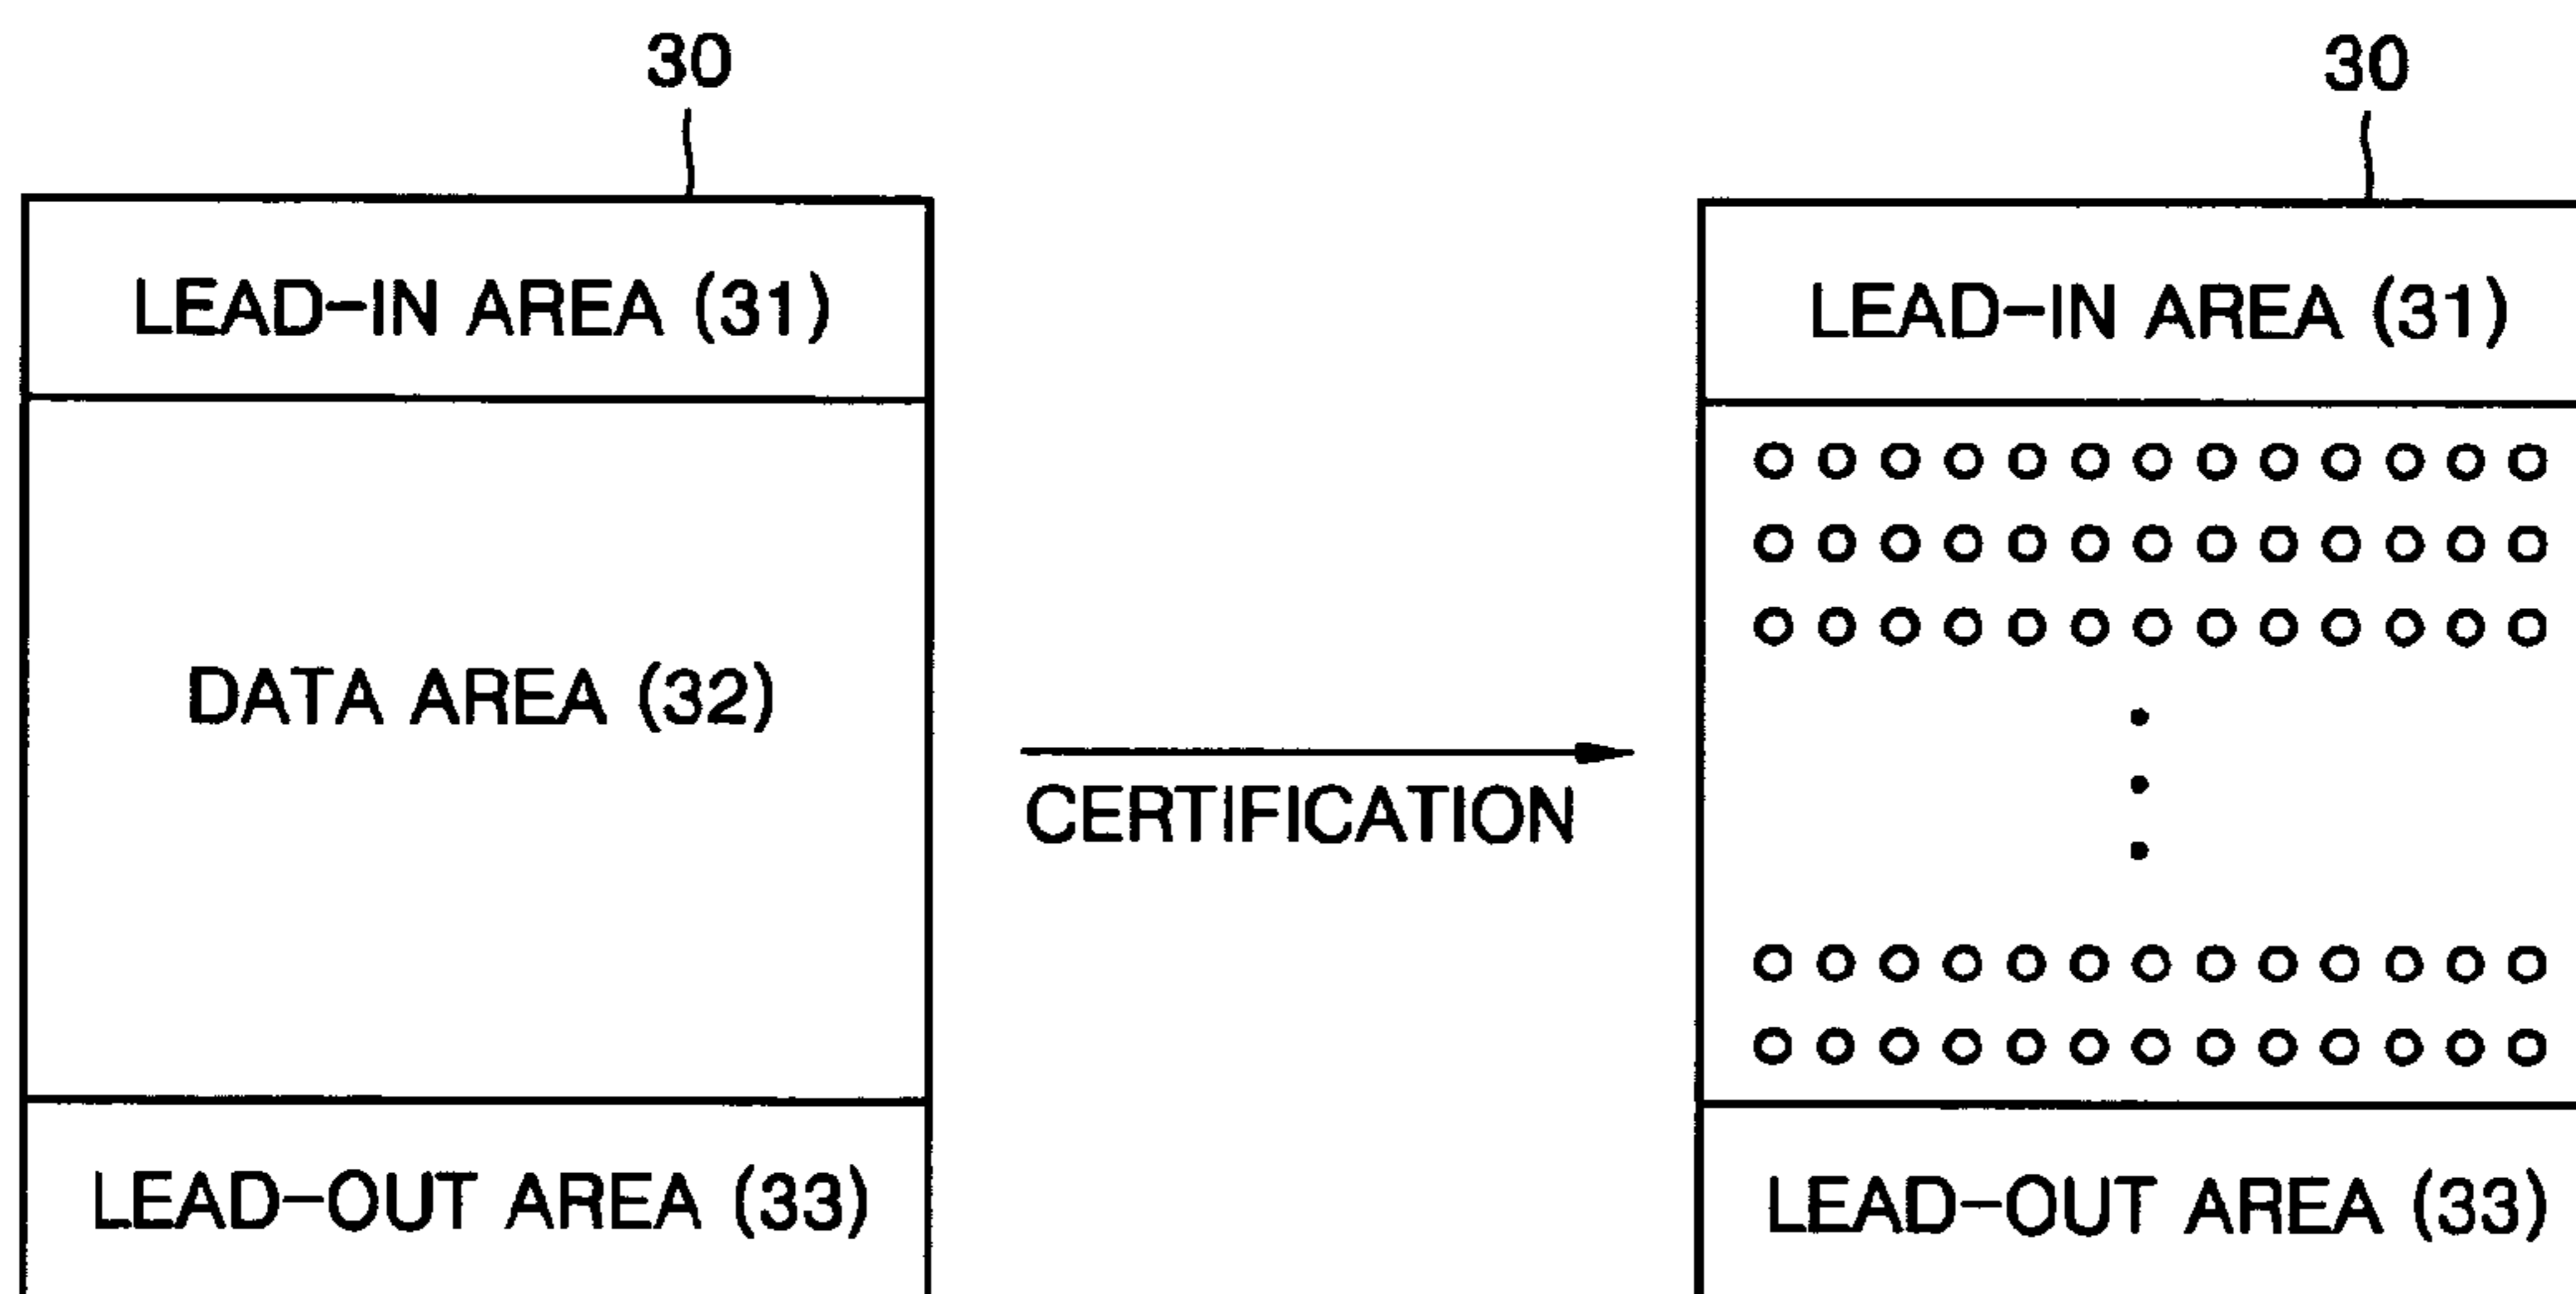 30
LEAD-IN AREA (31)
DATA AREA (32)
LEAD-OUT AREA (33)
CERTIFICATION
30
LEAD-IN AREA (31)
LEAD-OUT AREA (33)